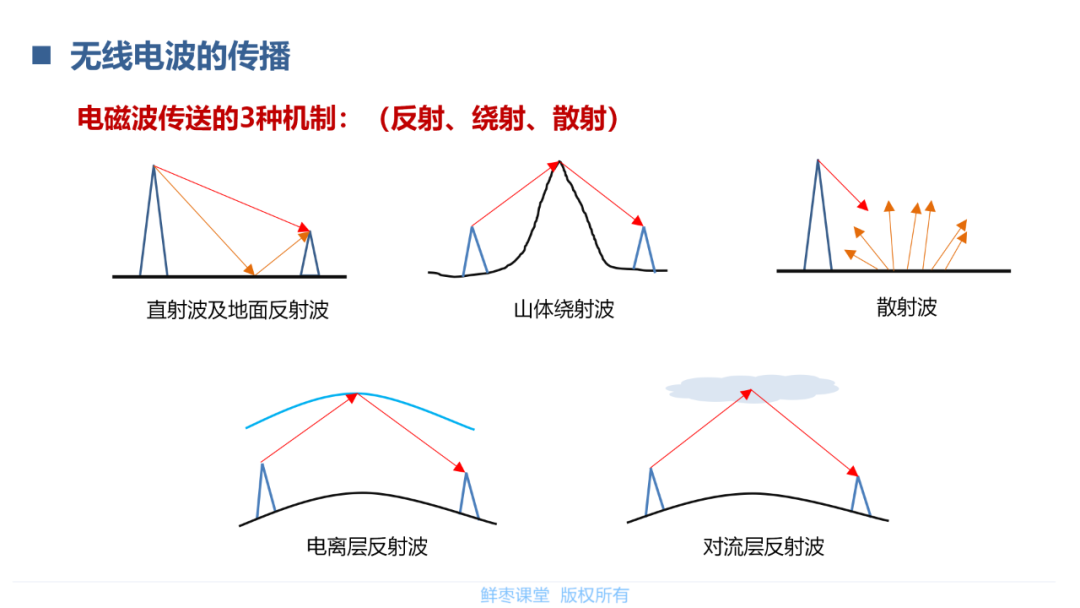 无线电波的传播
电磁波传送的3种机制：（反射、绕射、散射）
直射波及地面反射波
山体绕射波
散射波
电离层反射波
对流层反射波
鲜枣课堂 版权所有